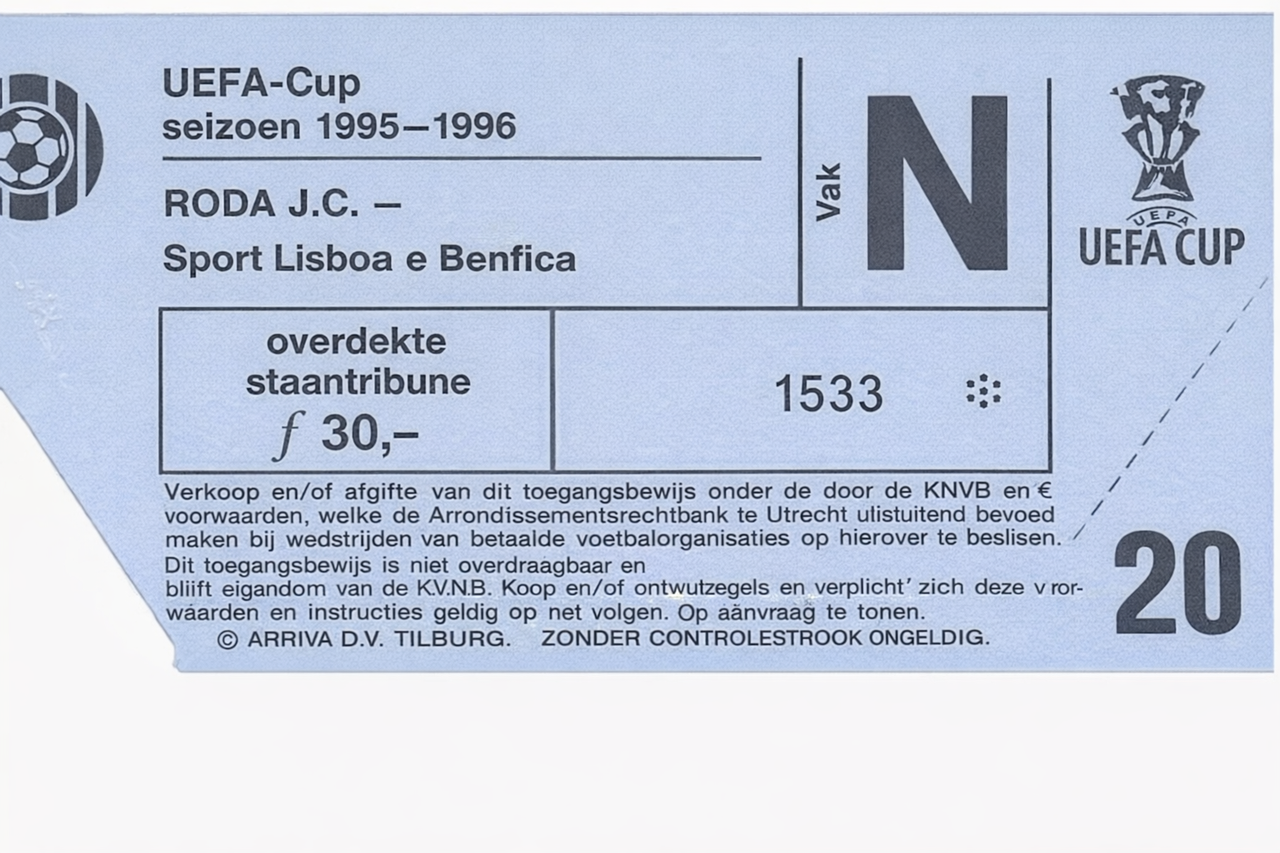 UEFA-Cup
seizoen 1995–1996
RODA J.C. –
Sport Lisboa e Benfica
Vak
N
UEFA
UEFA CUP
overdekte
staantribune
f 30,–
1533
Verkoop en/of afgifte van dit toegangsbewijs onder de door de KNVB en €
voorwaarden, welke de Arrondissementsrechtbank te Utrecht ulistuitend bevoed
maken bij wedstrijden van betaalde voetbalorganisaties op hierover te beslisen.
Dit toegangsbewijs is niet overdraagbaar en
bliift eigandom van de K.V.N.B. Koop en/of ontwutzegels en verplicht’ zich deze v ror-
wáarden en instructies geldig op net volgen. Op aãnvraag te tonen.
© ARRIVA D.V. TILBURG. ZONDER CONTROLESTROOK ONGELDIG.
20